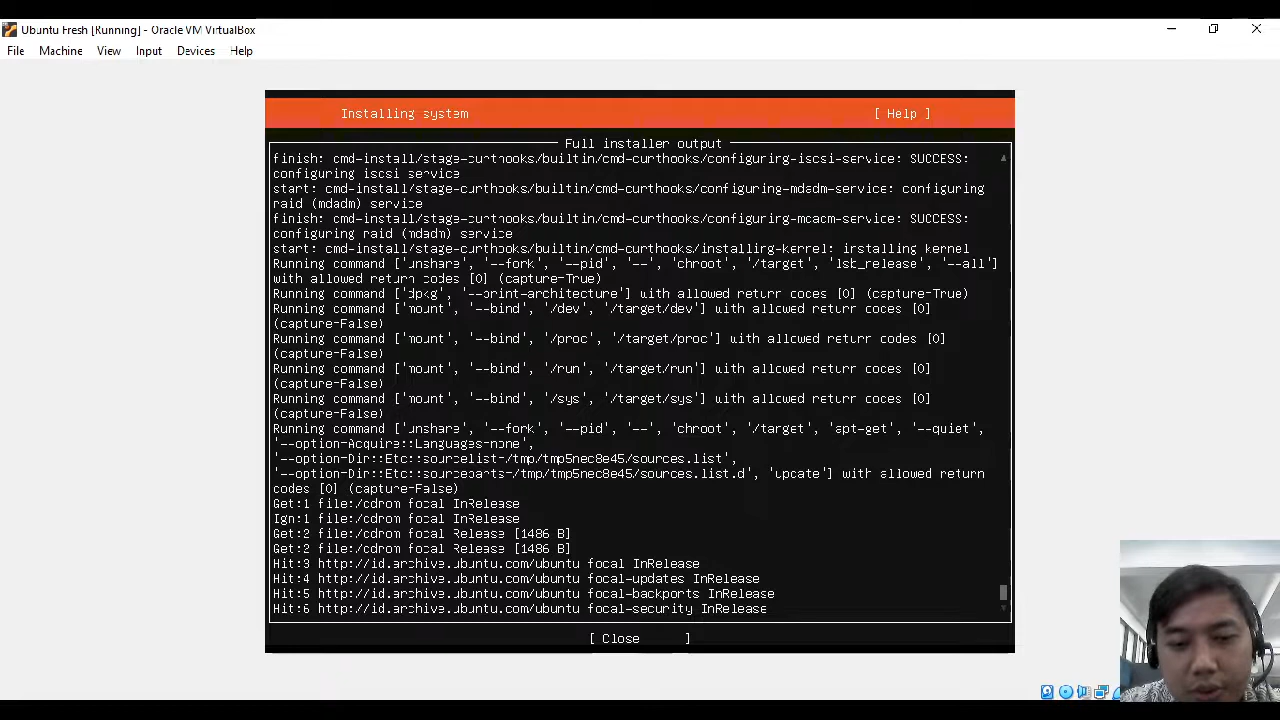 Ubuntu Fresh [Running] - Oracle VM VirtualBox
File Machine View Input Devices Help
Installing system [ Help ]
Full installer output
finish: cmd-install/stage-curthooks/builtin/cmd-curthooks/configuring-iscsi-service: SUCCESS:
configuring iscsi service
start: cmd-install/stage-curthooks/builtin/cmd-curthooks/configuring-mdadm-service: configuring
raid (mdadm) service
finish: cmd-install/stage-curthooks/builtin/cmd-curthooks/configuring-mdadm-service: SUCCESS:
configuring raid (mdadm) service
start: cmd-install/stage-curthooks/builtin/cmd-curthooks/installing-kernel: installing kernel
Running command ['unshare', '--fork', '--pid', '--', 'chroot', '/target', 'lsb_release', '--all']
with allowed return codes [0] (capture=True)
Running command ['dpkg', '--print-architecture'] with allowed return codes [0] (capture=True)
Running command ['mount', '--bind', '/dev', '/target/dev'] with allowed return codes [0]
(capture=False)
Running command ['mount', '--bind', '/proc', '/target/proc'] with allowed return codes [0]
(capture=False)
Running command ['mount', '--bind', '/run', '/target/run'] with allowed return codes [0]
(capture=False)
Running command ['mount', '--bind', '/sys', '/target/sys'] with allowed return codes [0]
(capture=False)
Running command ['unshare', '--fork', '--pid', '--', 'chroot', '/target', 'apt-get', '--quiet',
'--option=Acquire::Languages=none',
'--option=Dir::Etc::sourcelist=/tmp/tmp5nec8e45/sources.list',
'--option=Dir::Etc::sourceparts=/tmp/tmp5nec8e45/sources.list.d', 'update'] with allowed return
codes [0] (capture=False)
Get:1 file:/cdrom focal InRelease
Ign:1 file:/cdrom focal InRelease
Get:2 file:/cdrom focal Release [1486 B]
Get:2 file:/cdrom focal Release [1486 B]
Hit:3 http://id.archive.ubuntu.com/ubuntu focal InRelease
Hit:4 http://id.archive.ubuntu.com/ubuntu focal-updates InRelease
Hit:5 http://id.archive.ubuntu.com/ubuntu focal-backports InRelease
Hit:6 http://id.archive.ubuntu.com/ubuntu focal-security InRelease
[ Close ]